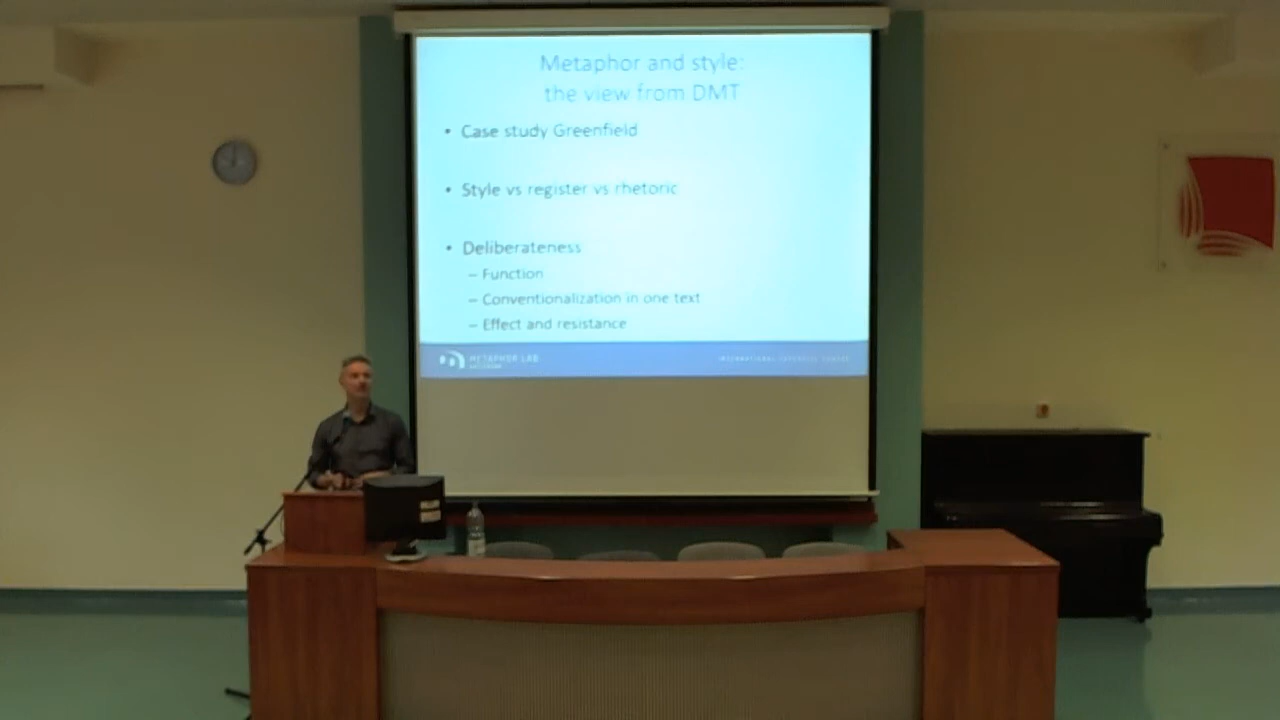 Metaphor and style:
the view from DMT
• Case study Greenfield
• Style vs register vs rhetoric
• Deliberateness
– Function
– Conventionalization in one text
– Effect and resistance
METAPHOR LAB